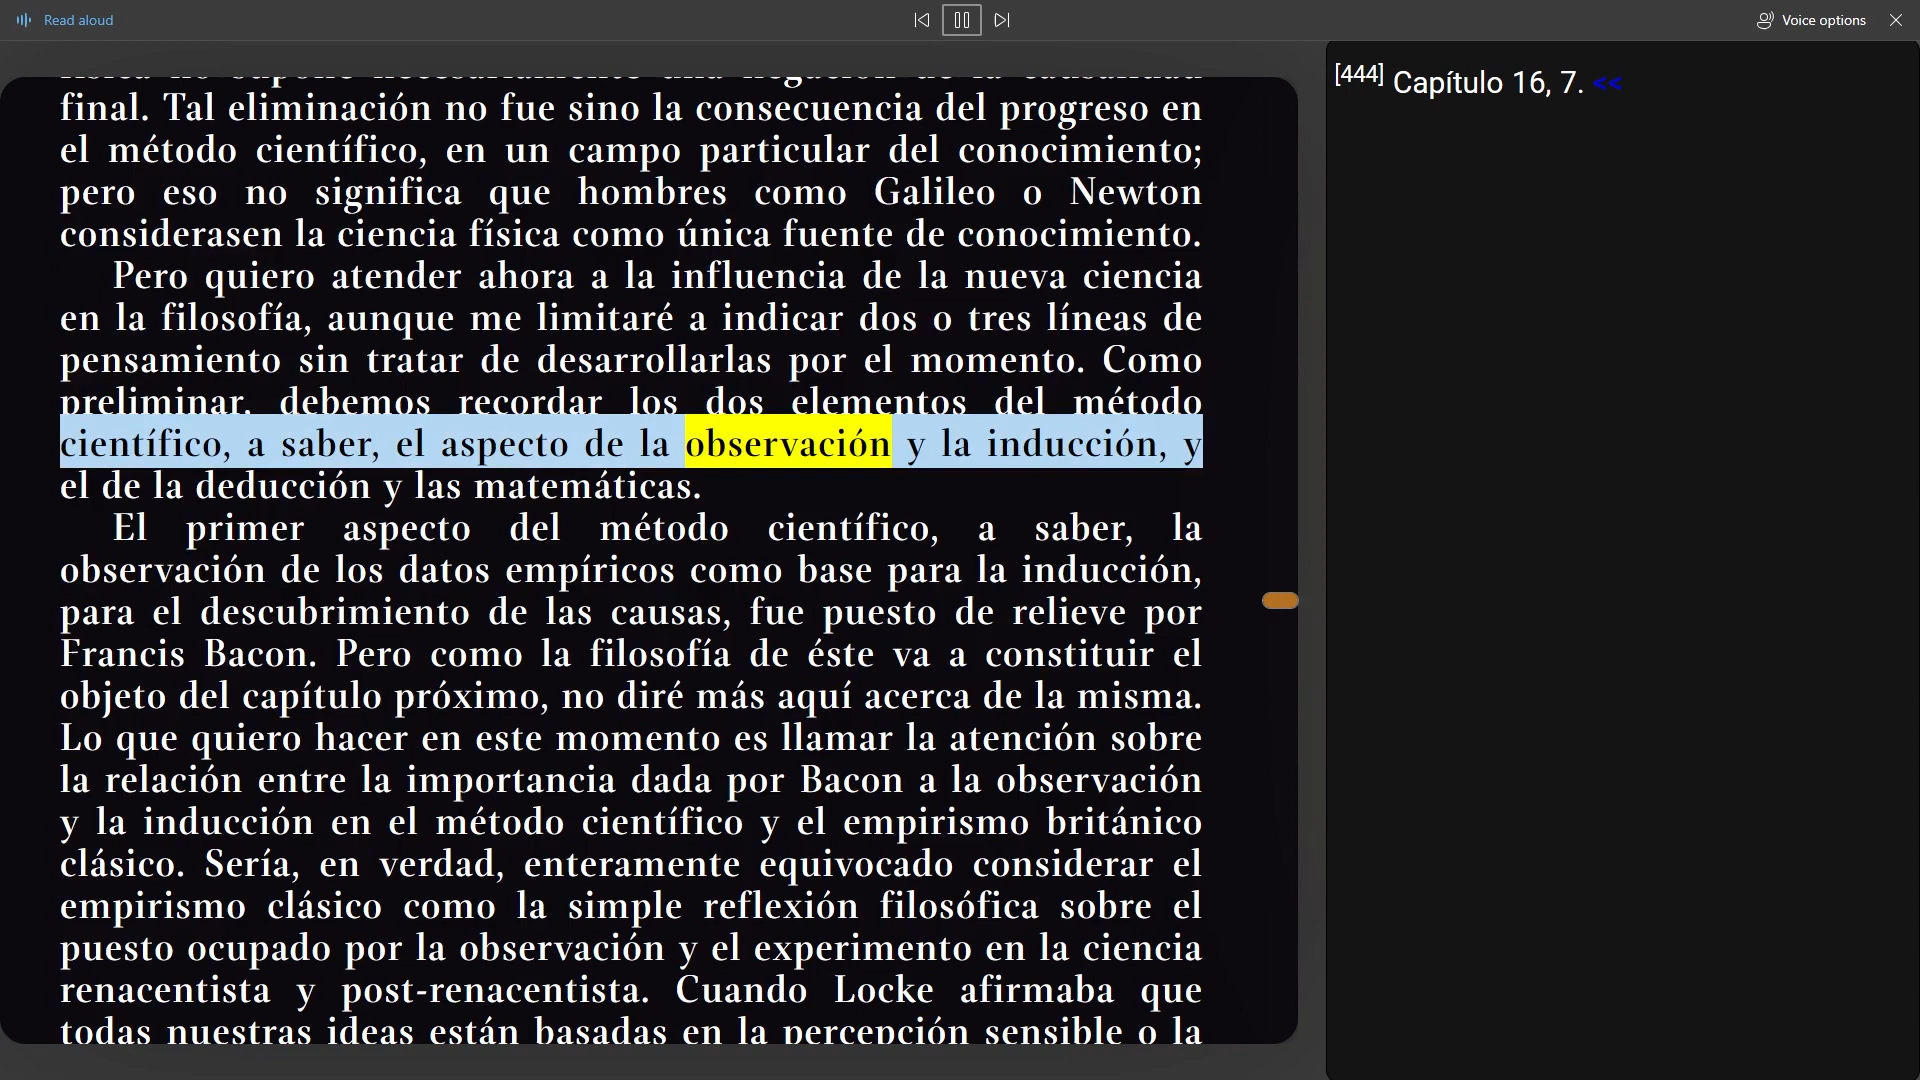 Read aloud
Voice options
física no supone necesariamente una negación de la causalidad
final. Tal eliminación no fue sino la consecuencia del progreso en
el método científico, en un campo particular del conocimiento;
pero eso no significa que hombres como Galileo o Newton
considerasen la ciencia física como única fuente de conocimiento.
Pero quiero atender ahora a la influencia de la nueva ciencia
en la filosofía, aunque me limitaré a indicar dos o tres líneas de
pensamiento sin tratar de desarrollarlas por el momento. Como
preliminar, debemos recordar los dos elementos del método
científico, a saber, el aspecto de la observación y la inducción, y
el de la deducción y las matemáticas.
El primer aspecto del método científico, a saber, la
observación de los datos empíricos como base para la inducción,
para el descubrimiento de las causas, fue puesto de relieve por
Francis Bacon. Pero como la filosofía de éste va a constituir el
objeto del capítulo próximo, no diré más aquí acerca de la misma.
Lo que quiero hacer en este momento es llamar la atención sobre
la relación entre la importancia dada por Bacon a la observación
y la inducción en el método científico y el empirismo británico
clásico. Sería, en verdad, enteramente equivocado considerar el
empirismo clásico como la simple reflexión filosófica sobre el
puesto ocupado por la observación y el experimento en la ciencia
renacentista y post-renacentista. Cuando Locke afirmaba que
todas nuestras ideas están basadas en la percepción sensible o la
[444] Capítulo 16, 7. <<